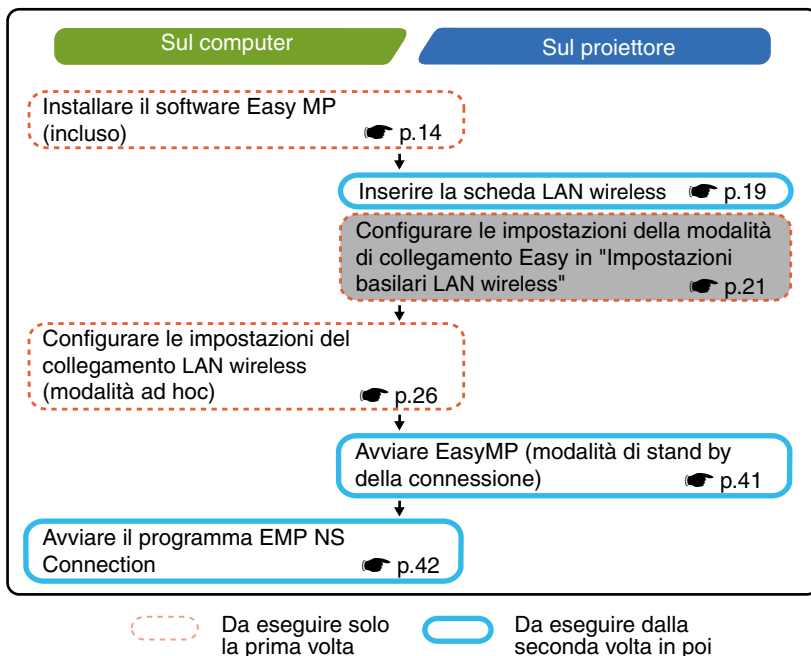 Sul computer
Sul proiettore
Installare il software Easy MP
(incluso) p.14
Inserire la scheda LAN wireless p.19
Configurare le impostazioni della modalità
di collegamento Easy in "Impostazioni
basilari LAN wireless"
p.21
Configurare le impostazioni del
collegamento LAN wireless
(modalità ad hoc)
p.26
Avviare EasyMP (modalità di stand by
della connessione) p.41
Avviare il programma EMP NS
Connection p.42
Da eseguire solo
la prima volta
Da eseguire dalla
seconda volta in poi